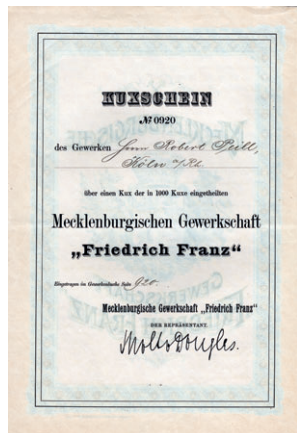 KUXSCHEIN
№ 0920
des Gewerken Herrn Robert Peill,
Köln a/Rh.
über einen Kux der in 1000 Kuxe eingetheilten
Mecklenburgischen Gewerkschaft
„Friedrich Franz“
Eingetragen im Gewerkenbuche Seite 920.
Mecklenburgische Gewerkschaft „Friedrich Franz“
DER REPRÄSENTANT.